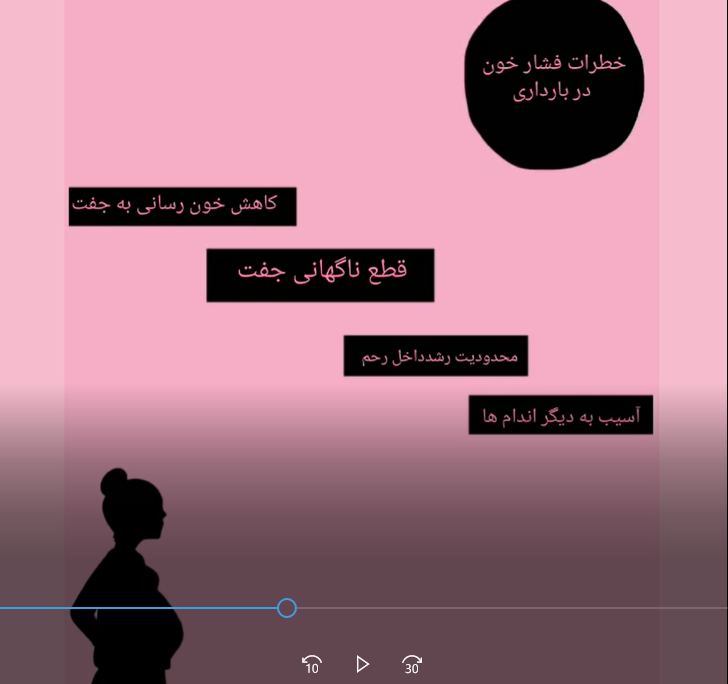 خطرات فشار خون
در بارداری
کاهش خون رسانی به جفت
قطع ناگهانی جفت
محدودیت رشدداخل رحم
آسیب به دیگر اندام ها
10
30